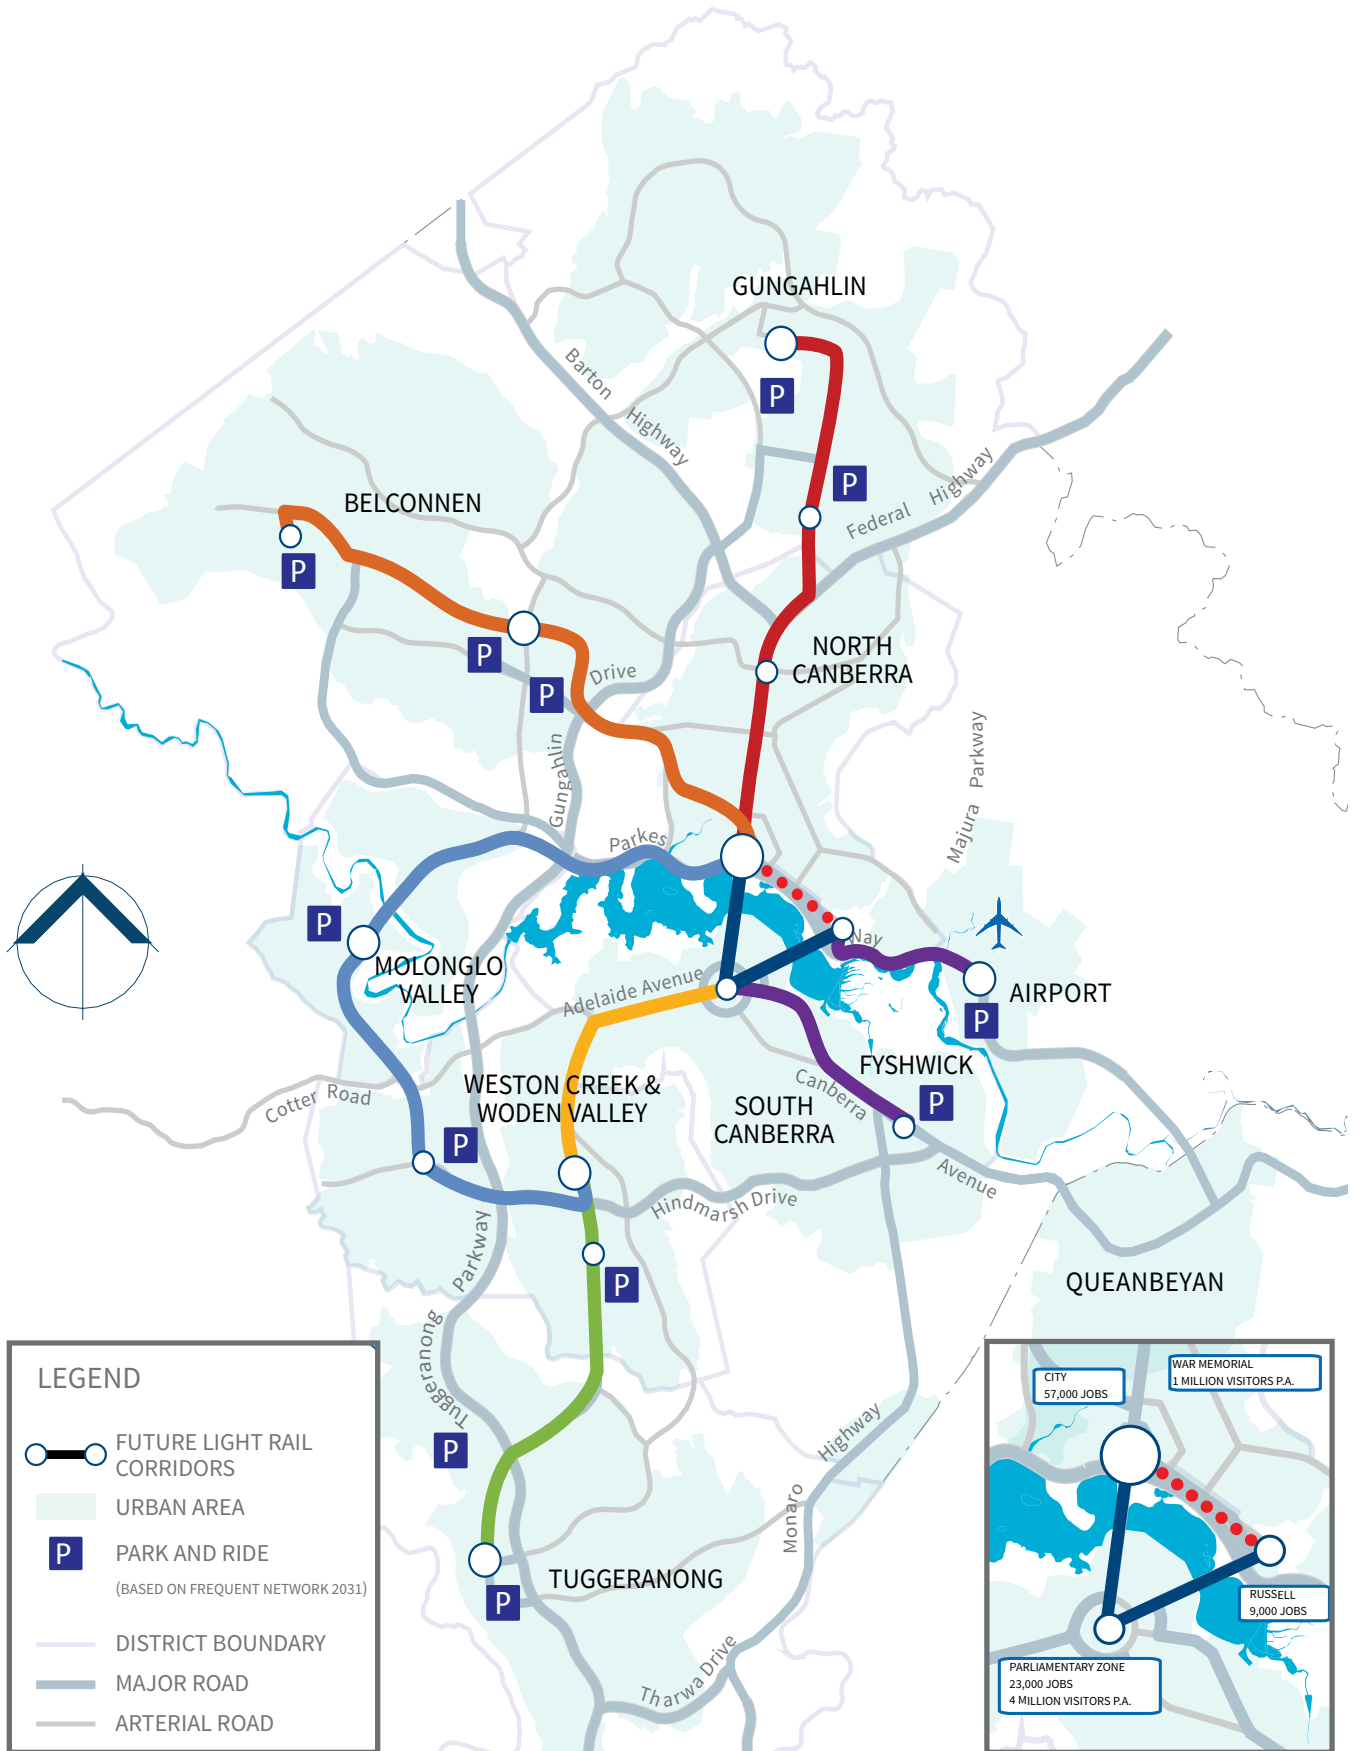 GUNGAHLIN
Barton
Highway
P
P
Federal Highway
BELCONNEN
P
P
P
Drive
Gungahlin
NORTH
CANBERRA
Majura Parkway
Parkes
Way
P
MOLONGLO
VALLEY
Adelaide Avenue
AIRPORT
P
FYSHWICK
P
Cotter Road
WESTON CREEK &
WODEN VALLEY
SOUTH
CANBERRA
Canberra
Avenue
P
Hindmarsh Drive
Parkway
Tuggeranong
P
QUEANBEYAN
P
Monaro
Highway
TUGGERANONG
P
Tharwa Drive
LEGEND
FUTURE LIGHT RAIL
CORRIDORS
URBAN AREA
P
PARK AND RIDE
(BASED ON FREQUENT NETWORK 2031)
DISTRICT BOUNDARY
MAJOR ROAD
ARTERIAL ROAD
CITY
57,000 JOBS
WAR MEMORIAL
1 MILLION VISITORS P.A.
RUSSELL
9,000 JOBS
PARLIAMENTARY ZONE
23,000 JOBS
4 MILLION VISITORS P.A.